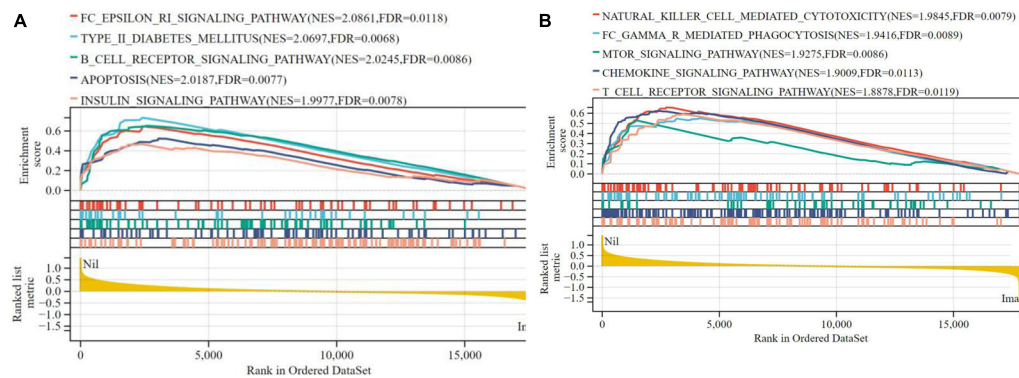 A
FC_EPSILON_RI_SIGNALING_PATHWAY(NES=2.0861,FDR=0.0118)
TYPE_II_DIABETES_MELLITUS(NES=2.0697,FDR=0.0068)
B_CELL_RECEPTOR_SIGNALING_PATHWAY(NES=2.0245,FDR=0.0086)
APOPTOSIS(NES=2.0187,FDR=0.0077)
INSULIN_SIGNALING_PATHWAY(NES=1.9977,FDR=0.0078)
Enrichment
score
0.6
0.4
0.2
0.0
Ranked list
metric
1.0
0.5
0.0
−0.5
−1.0
−1.5
Nil
In
0
5,000
10,000
15,000
Rank in Ordered DataSet
B
NATURAL_KILLER_CELL_MEDIATED_CYTOTOXICITY(NES=1.9845,FDR=0.0079)
FC_GAMMA_R_MEDIATED_PHAGOCYTOSIS(NES=1.9416,FDR=0.0089)
MTOR_SIGNALING_PATHWAY(NES=1.9275,FDR=0.0086)
CHEMOKINE_SIGNALING_PATHWAY(NES=1.9009,FDR=0.0113)
T_CELL_RECEPTOR_SIGNALING_PATHWAY(NES=1.8878,FDR=0.0119)
Enrichment
score
0.6
0.5
0.4
0.3
0.2
0.1
0.0
Ranked list
metric
1.0
0.5
0.0
−0.5
−1.0
−1.5
Nil
Ima
0
5,000
10,000
15,000
Rank in Ordered DataSet